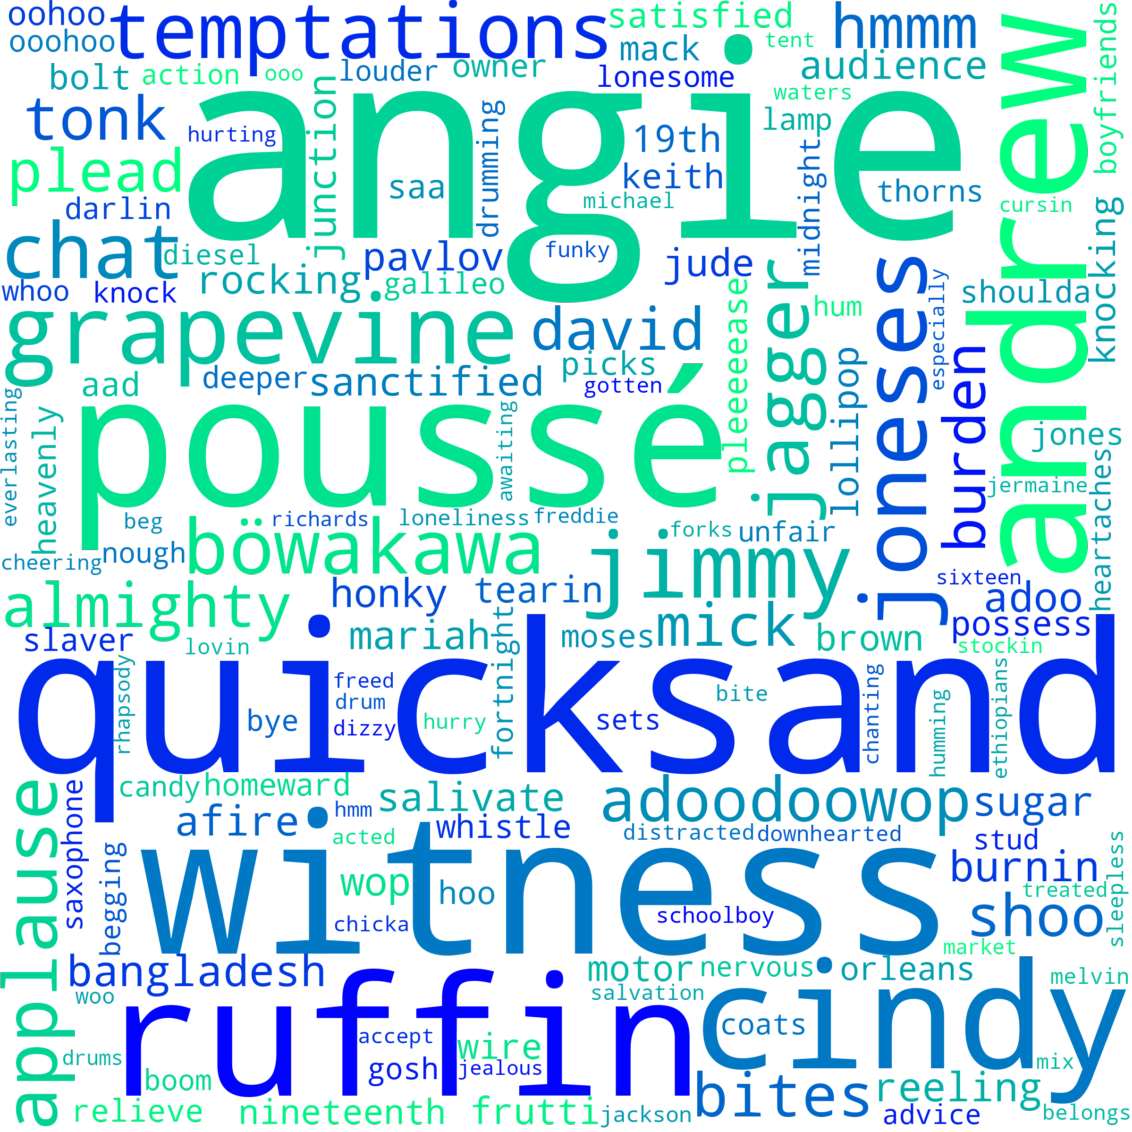 oohoo
temptations
satisfied
hmmm
andrew
boyfriends
ooohoo
mack
tent
bolt
action
ooo
louder
owner
lonesome
audience
angie
waters
tonk
hurting
junction
drumming
19th
lamp
plead
saa
keith
midnight
thorns
michael
darlin
cursin
chat
diesel
pavlov
funky
jude
knocking
whoo
knock
rocking
galileo
shoulda
grapevine
david
pleeeease
hum
jagger
joneses
especially
aad
deeper
sanctified
picks
gotten
lollipop
burden
everlasting
heavenly
poussé
awaiting
jones
jermaine
heartaches
beg
richards
loneliness
freddie
forks
unfair
cheering
nough
böwakawa
jimmy
sixteen
almighty
honky
tearin
adoo
slaver
lovin
mariah
fortnight
moses
mick
brown
possess
stockin
quicksand
rhapsody
freed
drum
dizzy
bye
hurry
sets
bite
chanting
humming
ethiopians
applause
saxophone
candy
homeward
salivate
adoodoowop
sugar
afire
hmm
acted
whistle
distracted
downhearted
stud
sleepless
begging
witness
wop
hoo
burnin
treated
chicka
schoolboy
shoo
market
bangladesh
motor
nervous
orleans
melvin
woo
ruffin
salvation
cindy
accept
coats
drums
boom
gosh
wire
jealous
bites
reeling
mix
relieve
nineteenth
frutti
jackson
advice
belongs